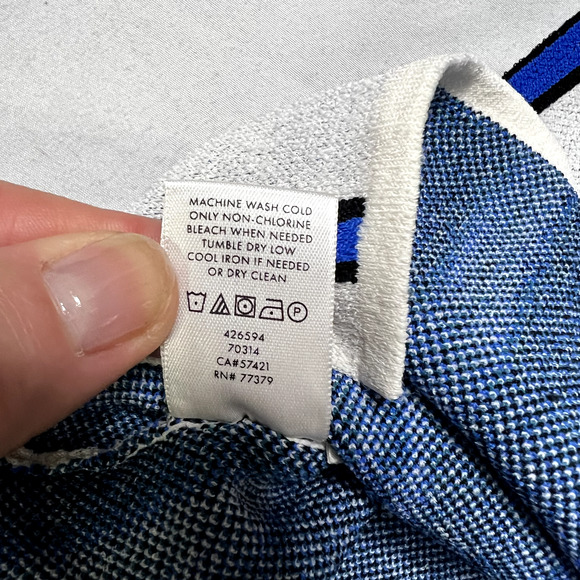 MACHINE WASH COLD
ONLY NON-CHLORINE
BLEACH WHEN NEEDED
TUMBLE DRY LOW
COOL IRON IF NEEDED
OR DRY CLEAN
P
426594
70314
CA#57421
RN# 77379